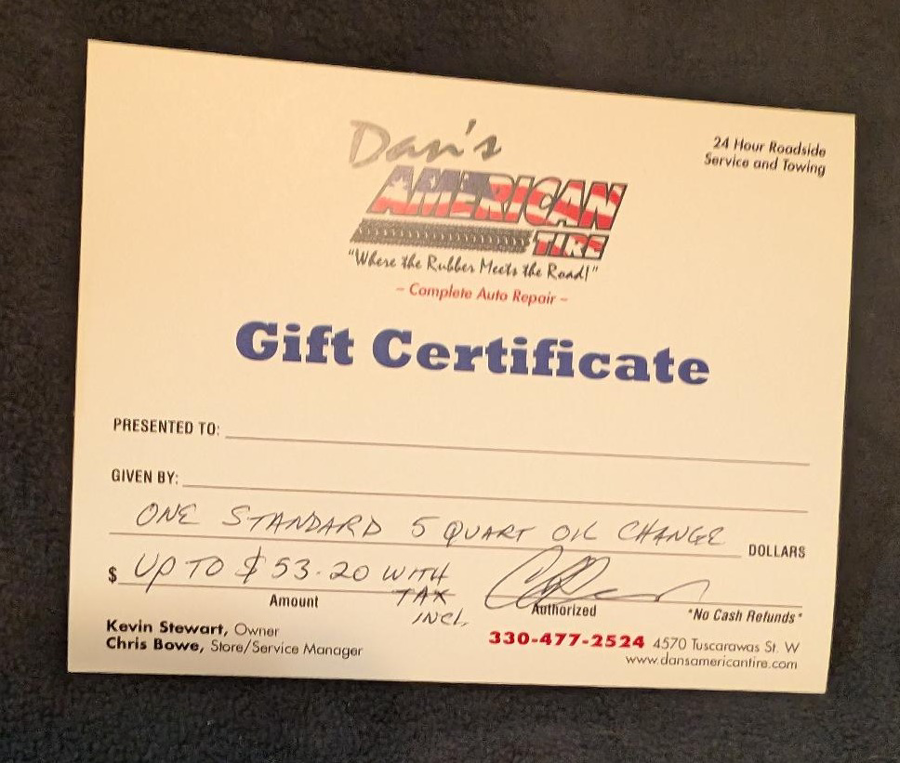 Dan's
24 Hour Roadside
Service and Towing
AMERICAN
TIRE
"Where the Rubber Meets the Road!"
- Complete Auto Repair -
Gift Certificate
PRESENTED TO:
GIVEN BY:
ONE STANDARD 5 QUART OIL CHANGE DOLLARS
$ UP TO $53.20 WITH
TAX
INCL.
Amount
Authorized
*No Cash Refunds*
Kevin Stewart, Owner
Chris Bowe, Store/Service Manager
330-477-2524 4570 Tuscarawas St. W
www.dansamericantire.com